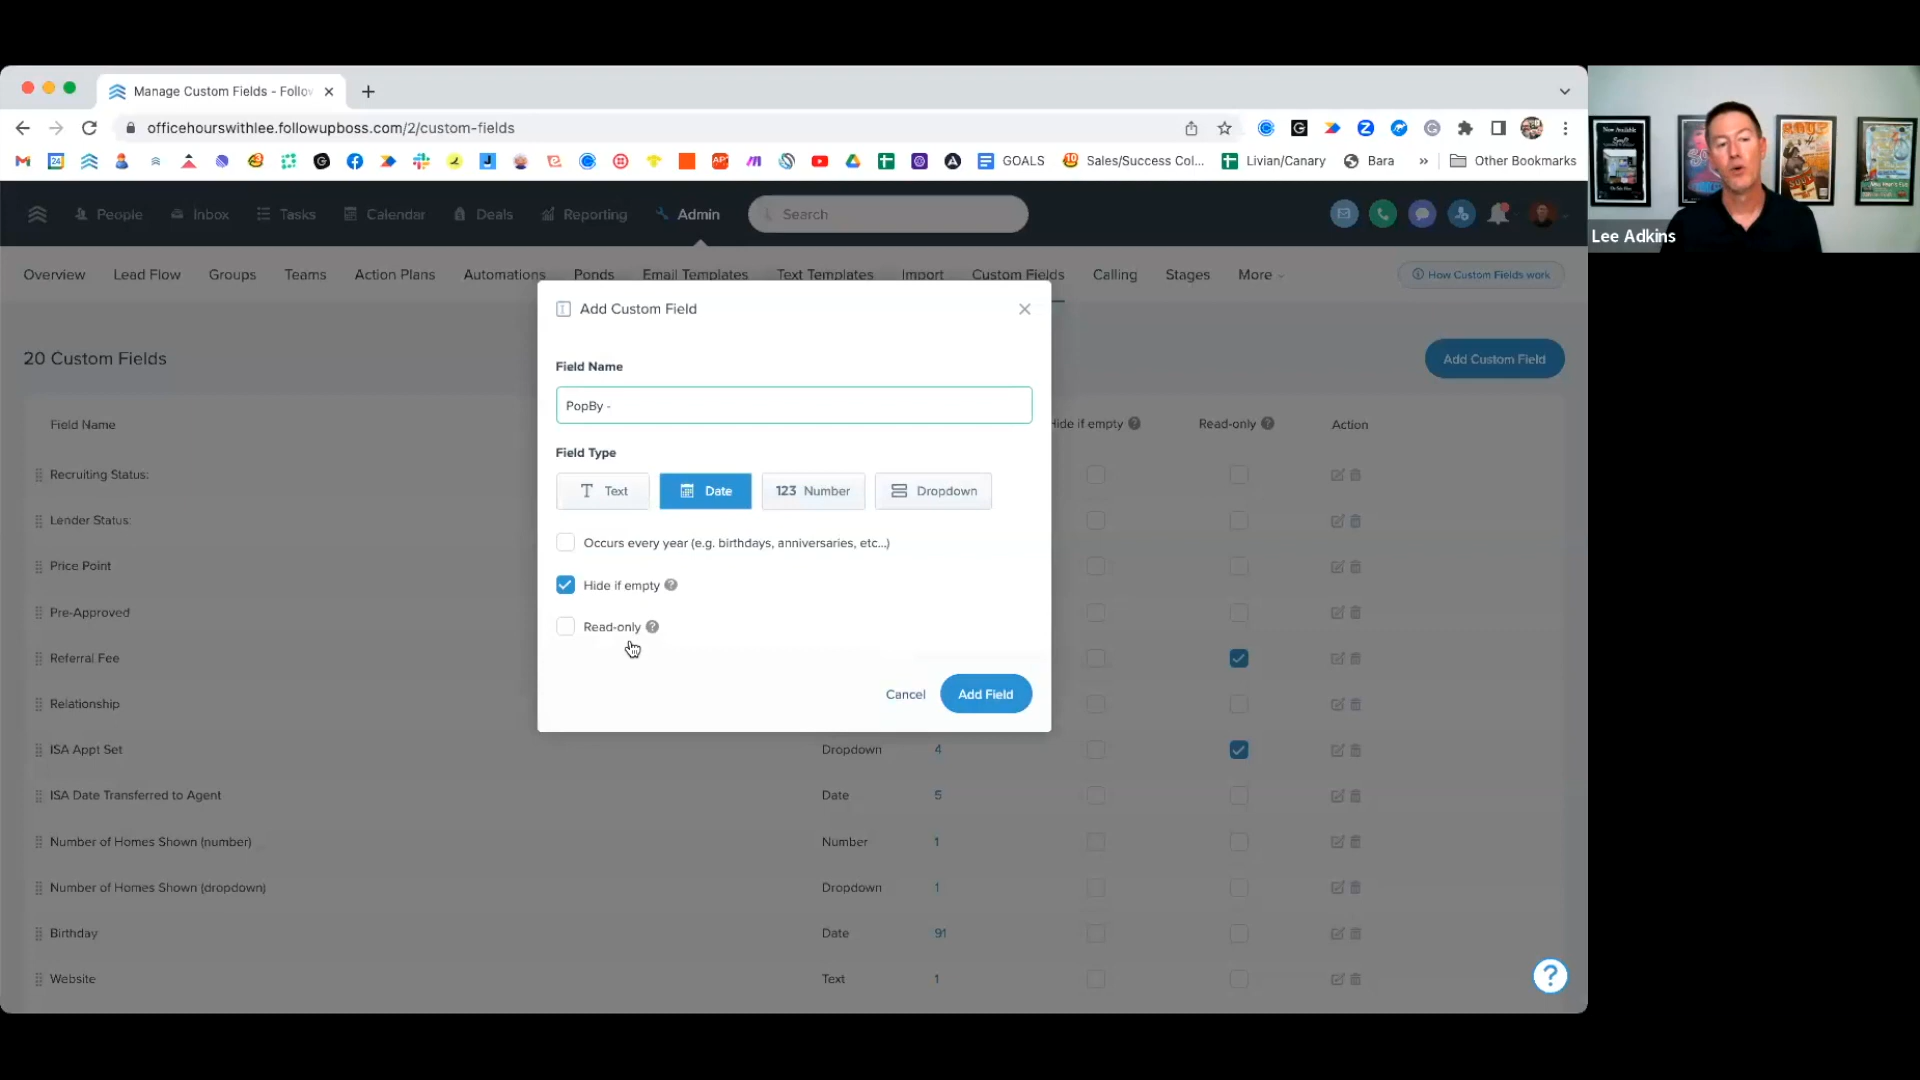 Manage Custom Fields - Follov
officehourswithlee.followupboss.com/2/custom-fields
GOALS
Sales/Success Col...
Livian/Canary
Bara
Other Bookmarks
People
Inbox
Tasks
Calendar
Deals
Reporting
Admin
Search
Lee Adkins
Overview
Lead Flow
Groups
Teams
Action Plans
Automations
Ponds
Email Templates
Text Templates
Import
Custom Fields
Calling
Stages
More
How Custom Fields work
Add Custom Field
20 Custom Fields
Add Custom Field
Field Name
PopBy -
Field Name
Hide if empty
Read-only
Action
Field Type
Text
Date
123 Number
Dropdown
Occurs every year (e.g. birthdays, anniversaries, etc...)
Hide if empty
Read-only
Cancel
Add Field
Recruiting Status:
Lender Status:
Price Point
Pre-Approved
Referral Fee
Relationship
ISA Appt Set Dropdown 4
ISA Date Transferred to Agent Date 5
Number of Homes Shown (number) Number 1
Number of Homes Shown (dropdown) Dropdown 1
Birthday Date 91
Website Text 1